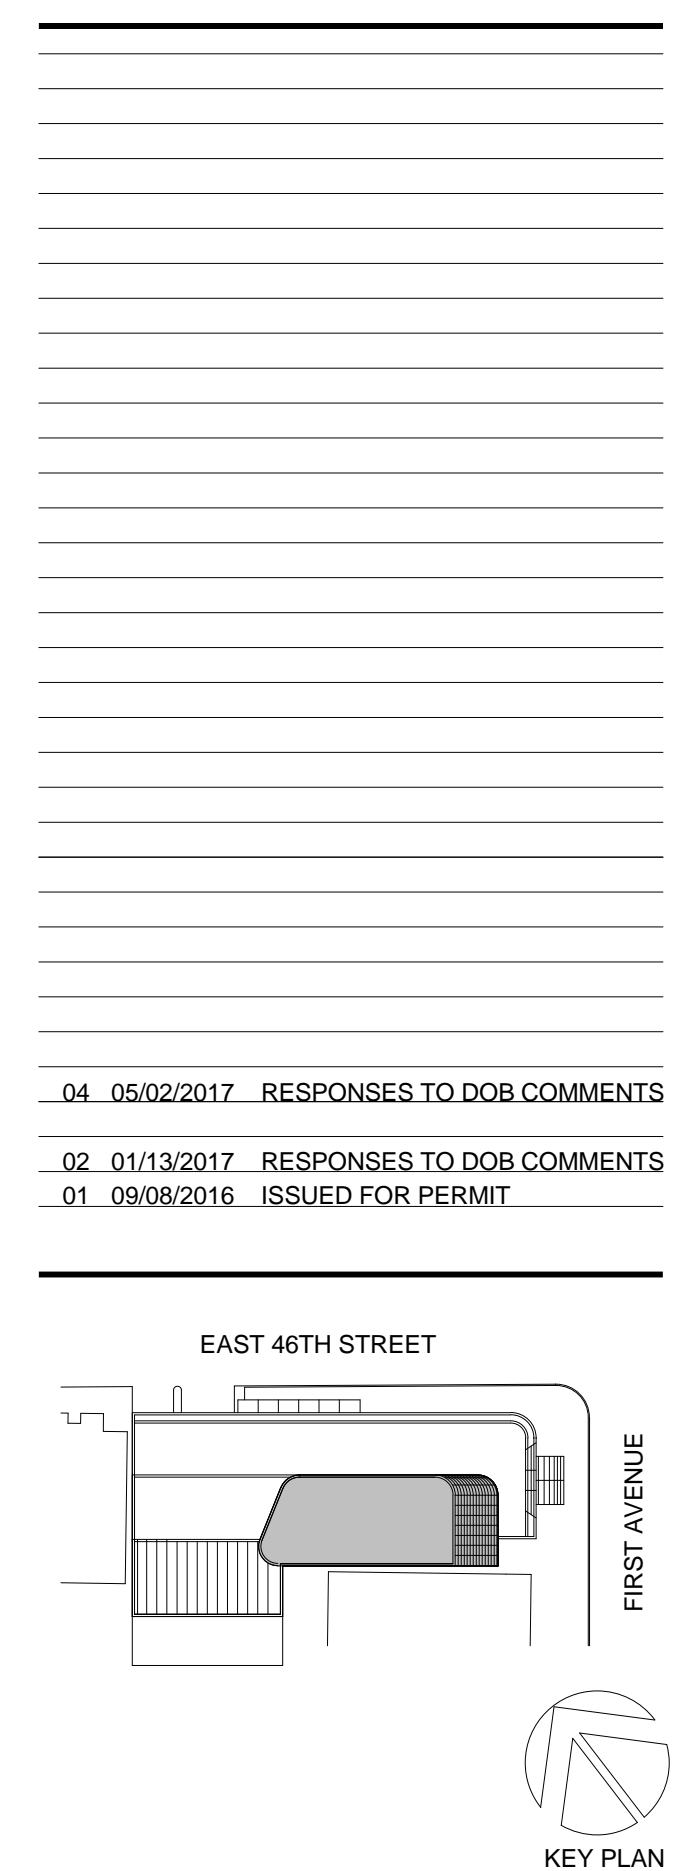 04 05/02/2017 RESPONSES TO DOB COMMENTS
02 01/13/2017 RESPONSES TO DOB COMMENTS
01 09/08/2016 ISSUED FOR PERMIT
EAST 46TH STREET
FIRST AVENUE
KEY PLAN